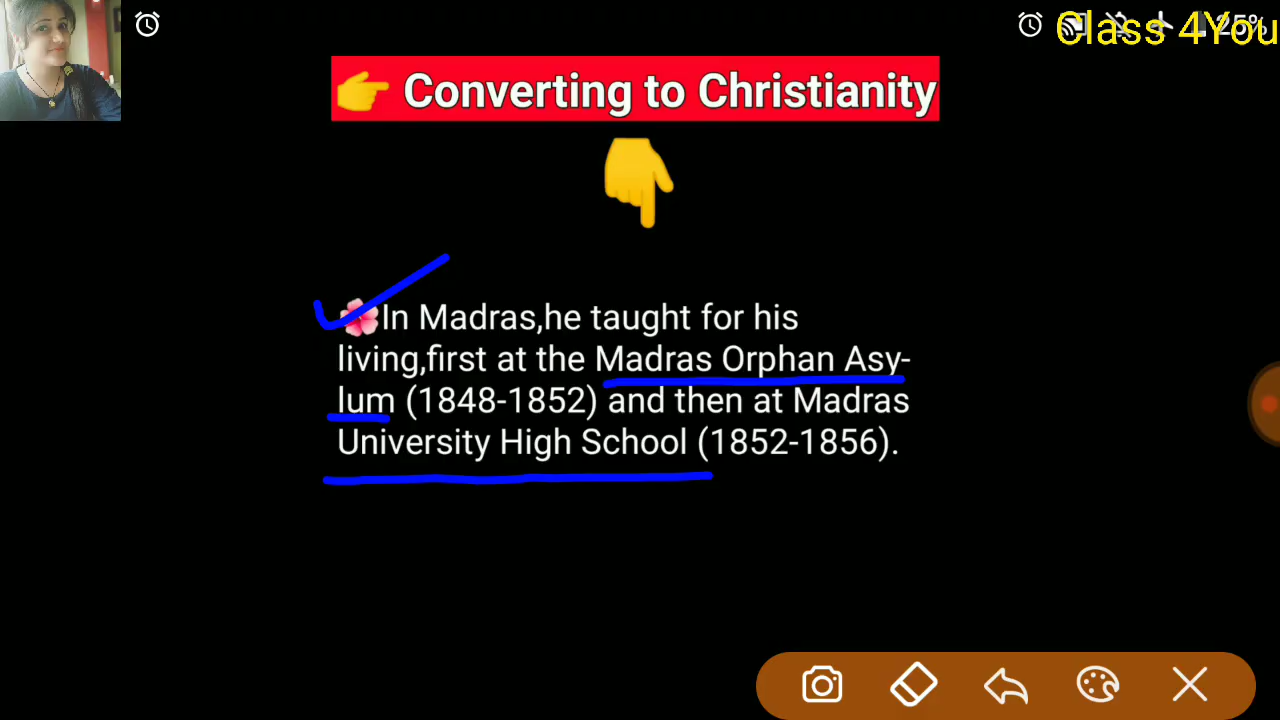 Class 4You
25%
👉 Converting to Christianity
👇
🌸In Madras,he taught for his
living,first at the Madras Orphan Asy-
lum (1848-1852) and then at Madras
University High School (1852-1856).